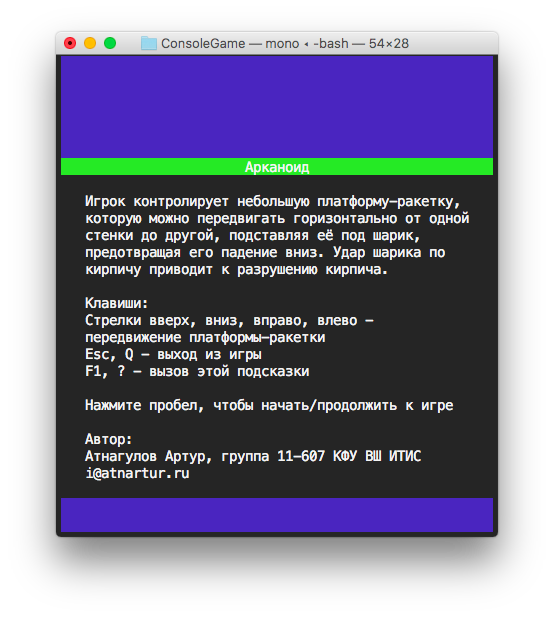 ConsoleGame — mono ◂ -bash — 54×28
Арканоид
Игрок контролирует небольшую платформу-ракетку,
которую можно передвигать горизонтально от одной
стенки до другой, подставляя её под шарик,
предотвращая его падение вниз. Удар шарика по
кирпичу приводит к разрушению кирпича.
Клавиши:
Стрелки вверх, вниз, вправо, влево –
передвижение платформы-ракетки
Esc, Q – выход из игры
F1, ? – вызов этой подсказки
Нажмите пробел, чтобы начать/продолжить к игре
Автор:
Атнагулов Артур, группа 11-607 КФУ ВШ ИТИС
i@atnartur.ru